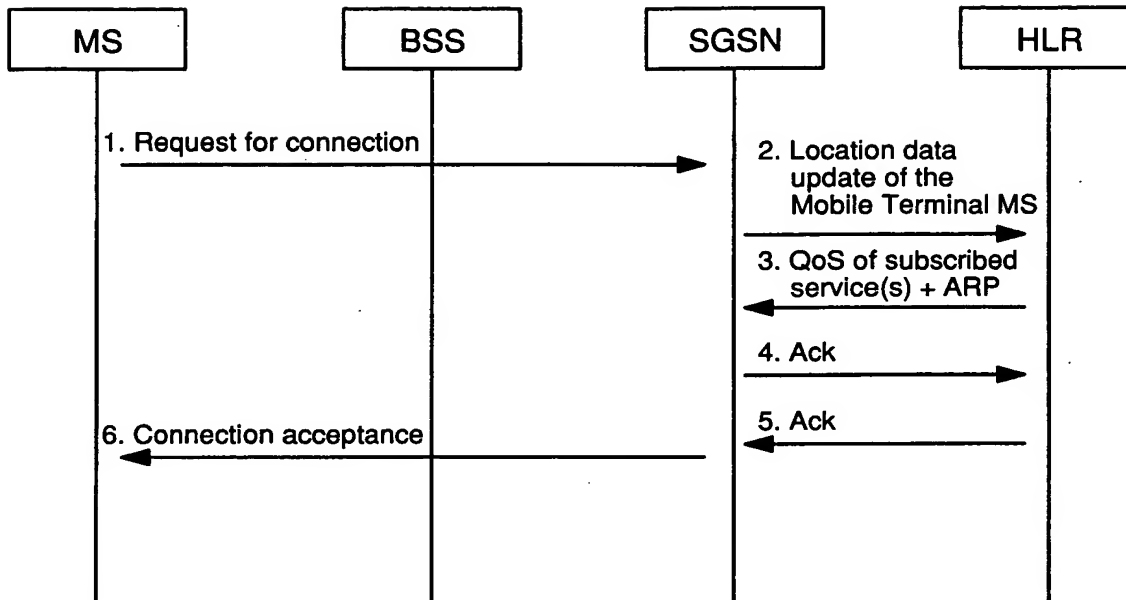 MS
BSS
SGSN
HLR
1. Request for connection
2. Location data
update of the
Mobile Terminal MS
3. QoS of subscribed
service(s) + ARP
4. Ack
5. Ack
6. Connection acceptance